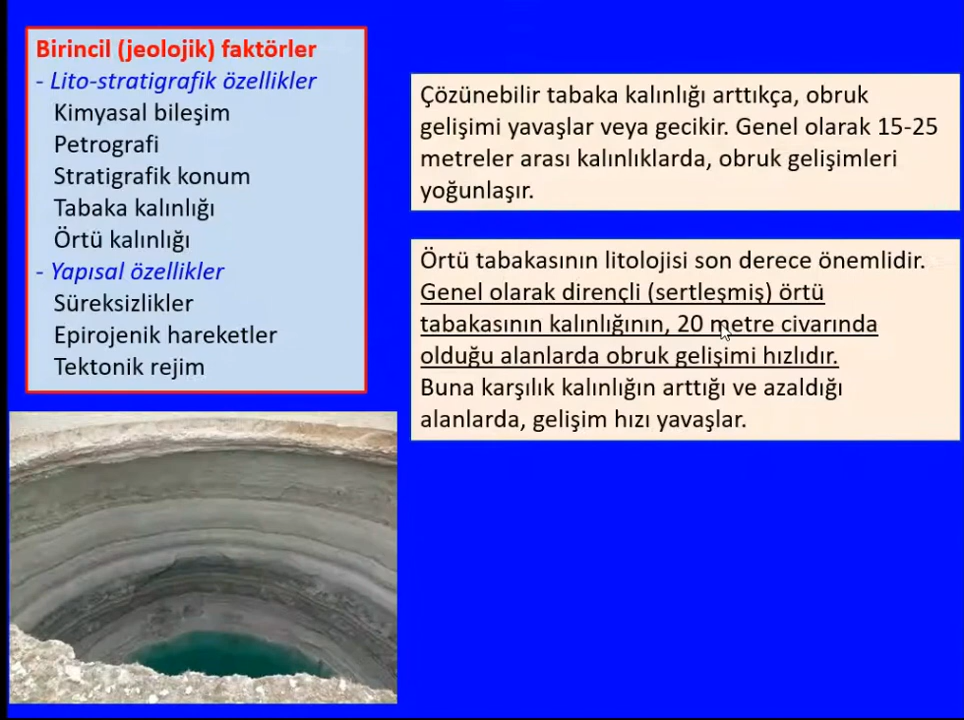 Birincil (jeolojik) faktörler
- Lito-stratigrafik özellikler
Kimyasal bileşim
Petrografi
Stratigrafik konum
Tabaka kalınlığı
Örtü kalınlığı
- Yapısal özellikler
Süreksizlikler
Epirojenik hareketler
Tektonik rejim
Çözünebilir tabaka kalınlığı arttıkça, obruk
gelişimi yavaşlar veya gecikir. Genel olarak 15-25
metreler arası kalınlıklarda, obruk gelişimleri
yoğunlaşır.
Örtü tabakasının litolojisi son derece önemlidir.
Genel olarak dirençli (sertleşmiş) örtü
tabakasının kalınlığının, 20 metre civarında
olduğu alanlarda obruk gelişimi hızlıdır.
Buna karşılık kalınlığın arttığı ve azaldığı
alanlarda, gelişim hızı yavaşlar.